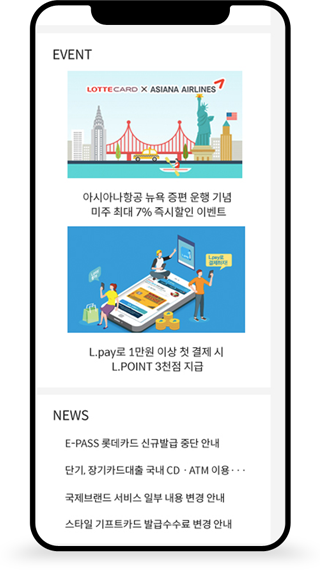 EVENT
LOTTE CARD × ASIANA AIRLINES
아시아나항공 뉴욕 증편 운행 기념
미주 최대 7% 즉시할인 이벤트
L.pay로
결제하자!
L.pay로 1만원 이상 첫 결제 시
L.POINT 3천점 지급
NEWS
E-PASS 롯데카드 신규발급 중단 안내
단기, 장기카드대출 국내 CD · ATM 이용···
국제브랜드 서비스 일부 내용 변경 안내
스타일 기프트카드 발급수수료 변경 안내